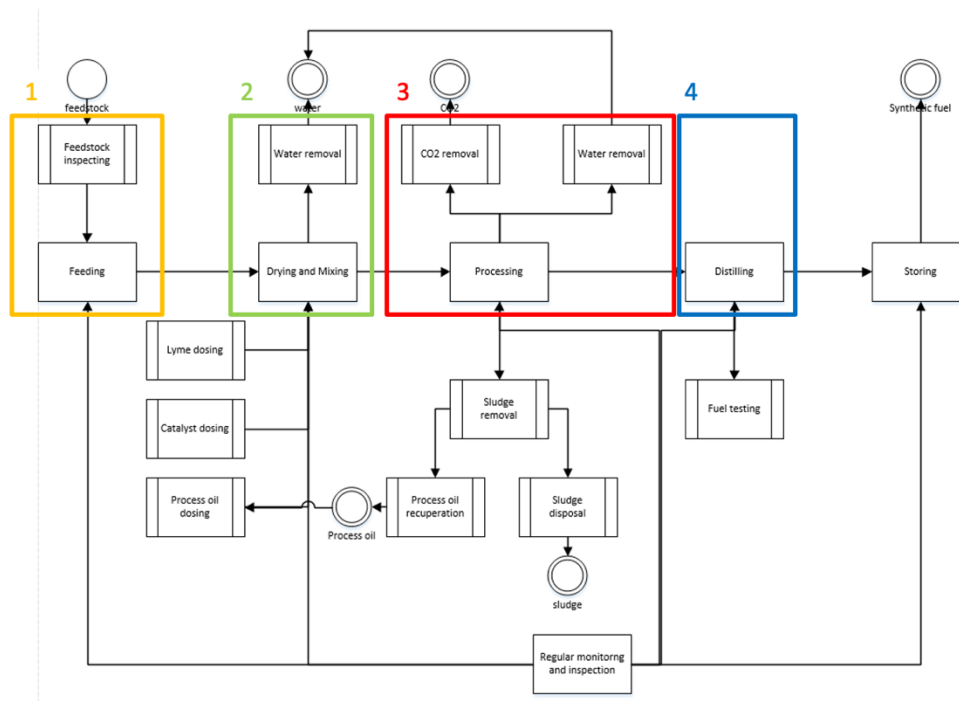 1
2
3
4
feedstock
water
CO2
Synthetic fuel
Feedstock
inspecting
Water removal
CO2 removal
Water removal
Feeding
Drying and Mixing
Processing
Distilling
Storing
Lyme dosing
Catalyst dosing
Process oil
dosing
Process oil
Process oil
recuperation
Sludge
removal
Sludge
disposal
sludge
Fuel testing
Regular monitorng
and inspection